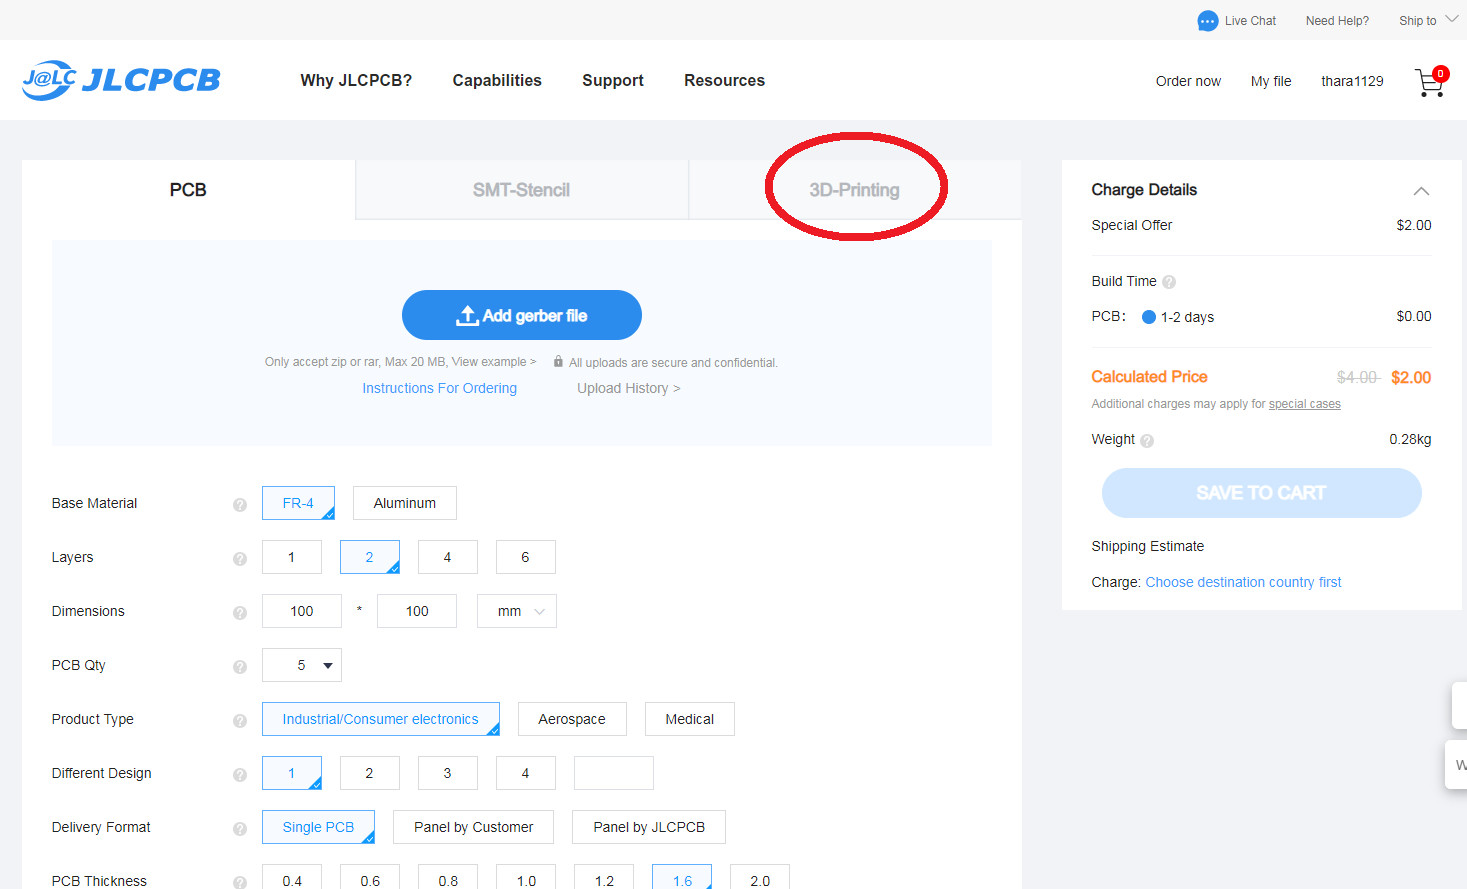 Live Chat Need Help? Ship to
J@LC JLCPCB Why JLCPCB? Capabilities Support Resources Order now My file thara1129 0
PCB SMT-Stencil 3D-Printing
Add gerber file
Only accept zip or rar, Max 20 MB, View example > All uploads are secure and confidential.
Instructions For Ordering Upload History >
Base Material ? FR-4 Aluminum
Layers ? 1 2 4 6
Dimensions ? 100 * 100 mm
PCB Qty ? 5
Product Type ? Industrial/Consumer electronics Aerospace Medical
Different Design ? 1 2 3 4
Delivery Format ? Single PCB Panel by Customer Panel by JLCPCB
PCB Thickness ? 0.4 0.6 0.8 1.0 1.2 1.6 2.0
Charge Details
Special Offer $2.00
Build Time ?
PCB: 1-2 days $0.00
Calculated Price $4.00 $2.00
Additional charges may apply for special cases
Weight ? 0.28kg
SAVE TO CART
Shipping Estimate
Charge: Choose destination country first
W